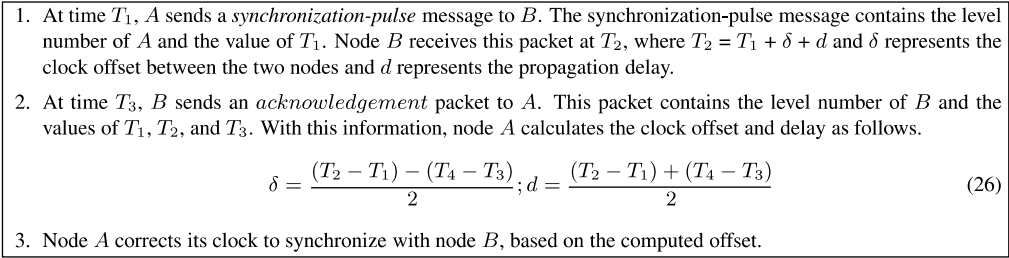 1. At time T₁, A sends a synchronization-pulse message to B. The synchronization-pulse message contains the level
number of A and the value of T₁. Node B receives this packet at T₂, where T₂ = T₁ + δ + d and δ represents the
clock offset between the two nodes and d represents the propagation delay.
2. At time T₃, B sends an acknowledgement packet to A. This packet contains the level number of B and the
values of T₁, T₂, and T₃. With this information, node A calculates the clock offset and delay as follows.
δ = ((T₂ − T₁) − (T₄ − T₃))/2; d = ((T₂ − T₁) + (T₄ − T₃))/2 (26)
3. Node A corrects its clock to synchronize with node B, based on the computed offset.